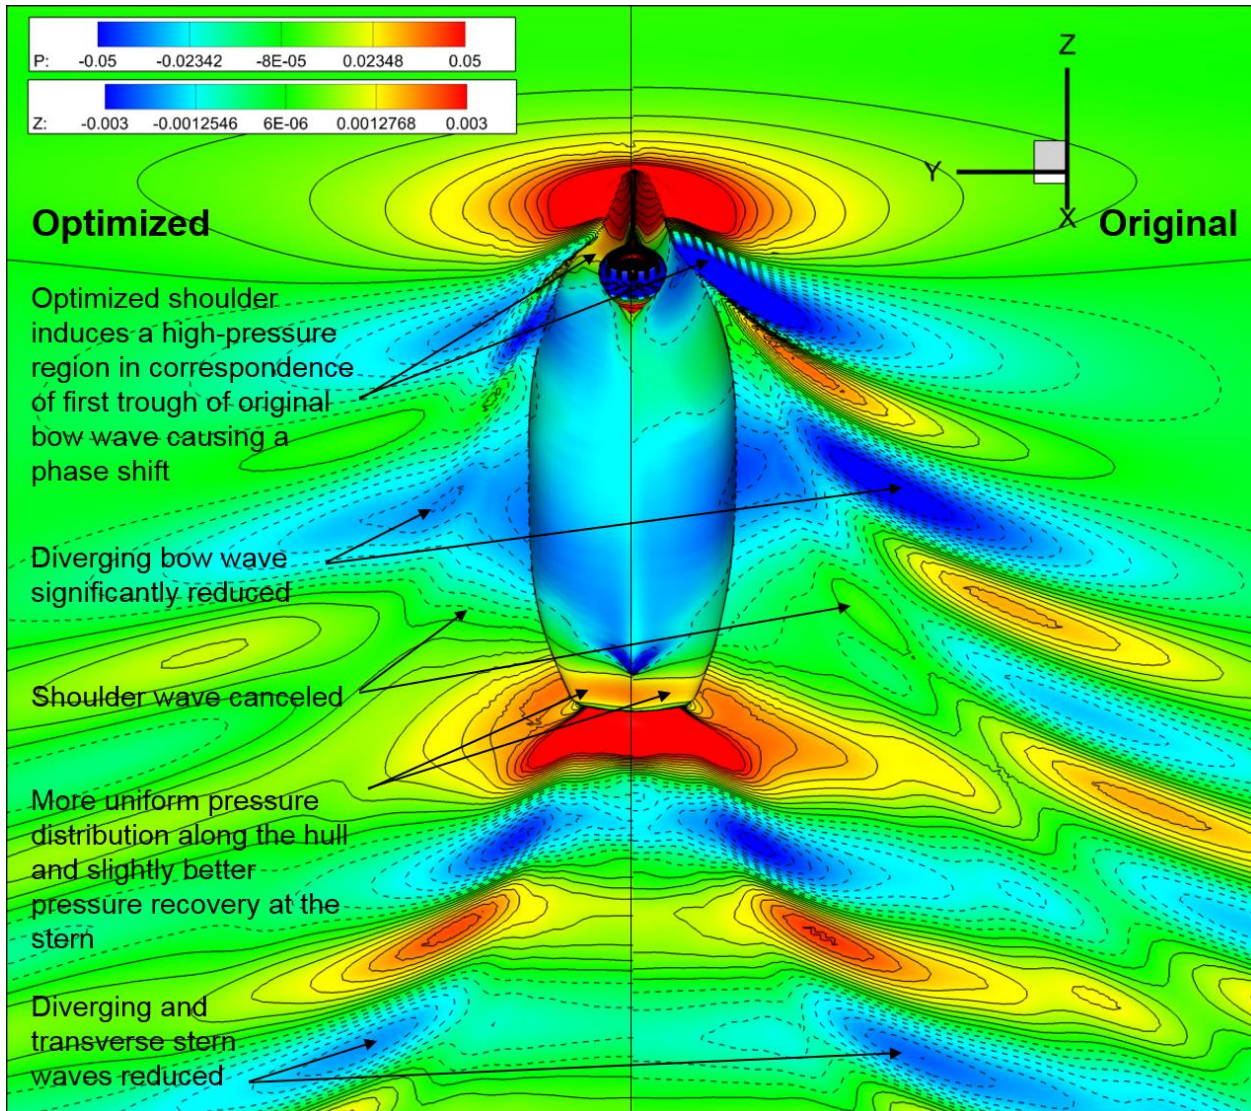 P: -0.05 -0.02342 -8E-05 0.02348 0.05
Z: -0.003 -0.0012546 6E-06 0.0012768 0.003
Z
Y
X
Optimized
Original
Optimized shoulder
induces a high-pressure
region in correspondence
of first trough of original
bow wave causing a
phase shift
Diverging bow wave
significantly reduced
Shoulder wave canceled
More uniform pressure
distribution along the hull
and slightly better
pressure recovery at the
stern
Diverging and
transverse stern
waves reduced